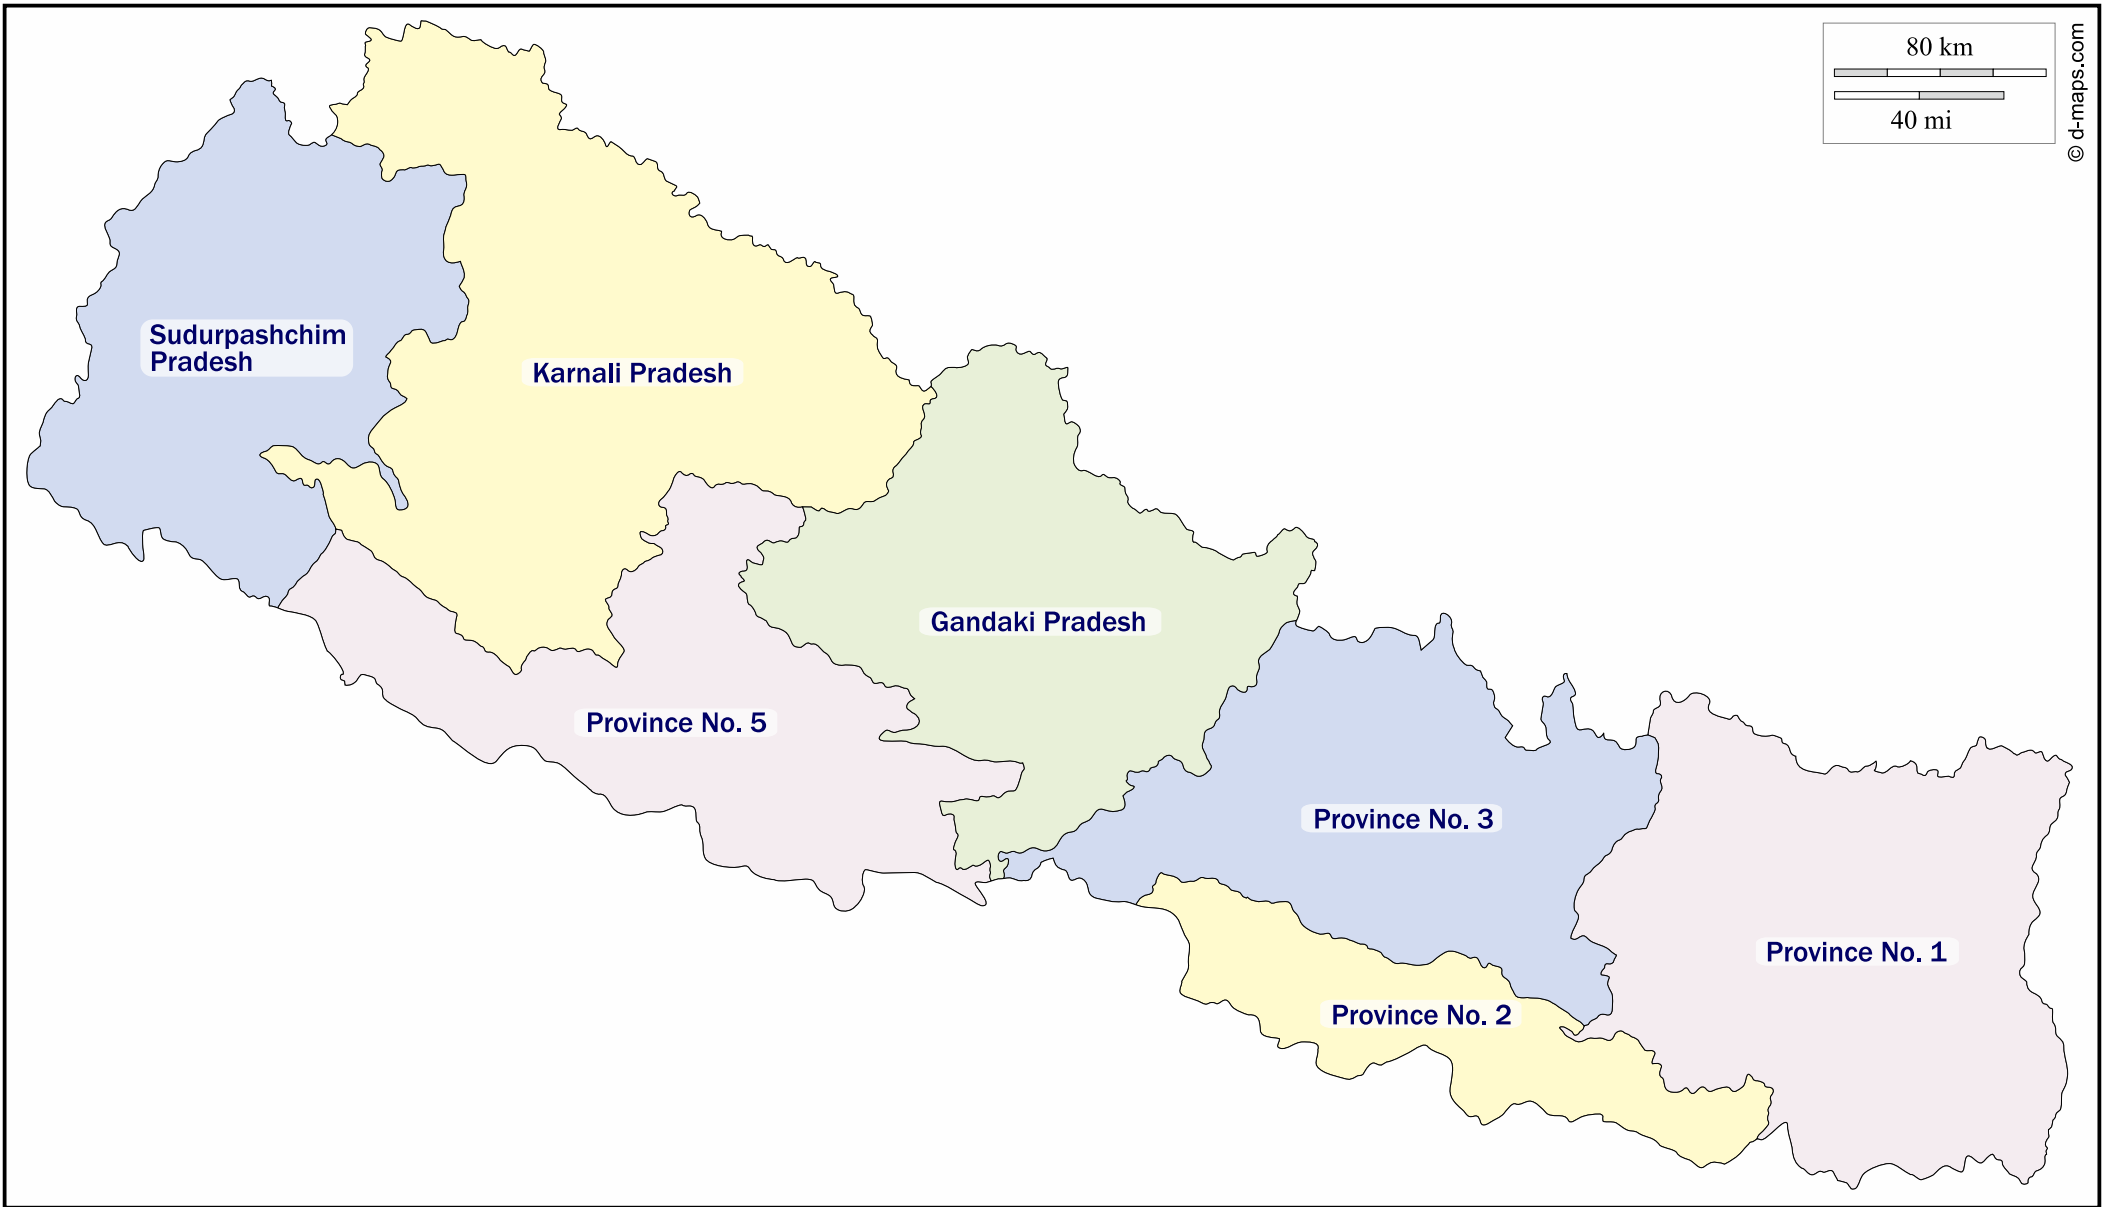 80 km
40 mi
© d-maps.com
Sudurpashchim
Pradesh
Karnali Pradesh
Gandaki Pradesh
Province No. 5
Province No. 3
Province No. 1
Province No. 2